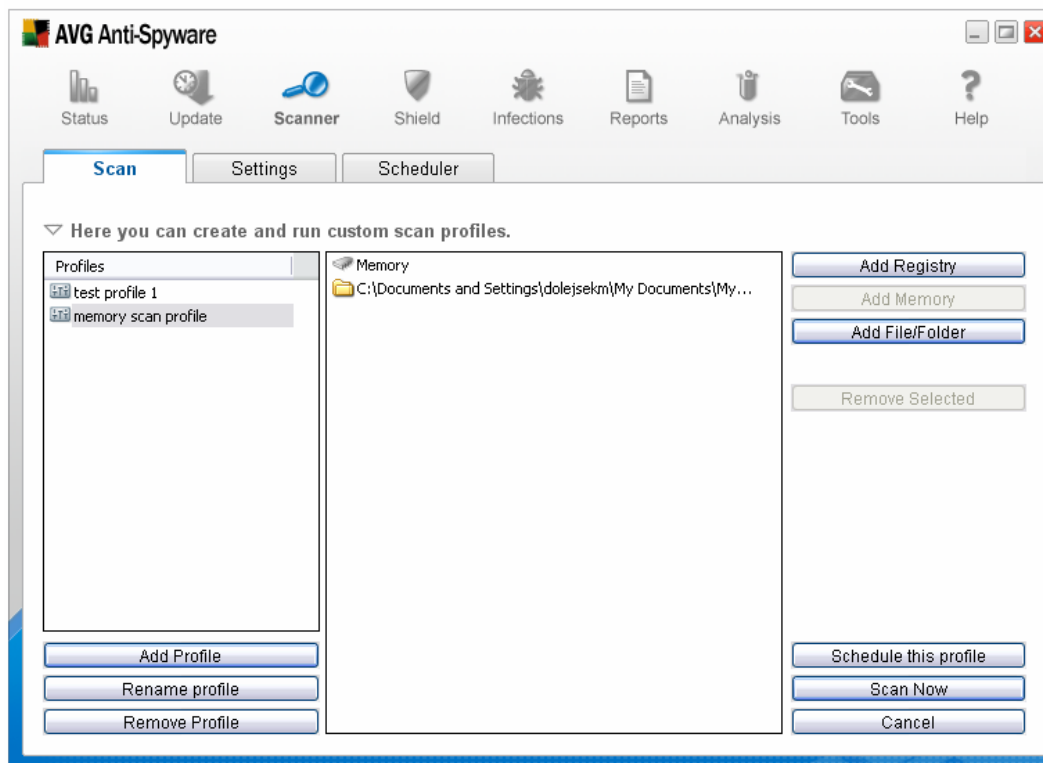 AVG Anti-Spyware
Status Update Scanner Shield Infections Reports Analysis Tools Help
Scan Settings Scheduler
Here you can create and run custom scan profiles.
Profiles
test profile 1
memory scan profile
Memory
C:\Documents and Settings\dolejsekm\My Documents\My...
Add Registry
Add Memory
Add File/Folder
Remove Selected
Add Profile
Rename profile
Remove Profile
Schedule this profile
Scan Now
Cancel